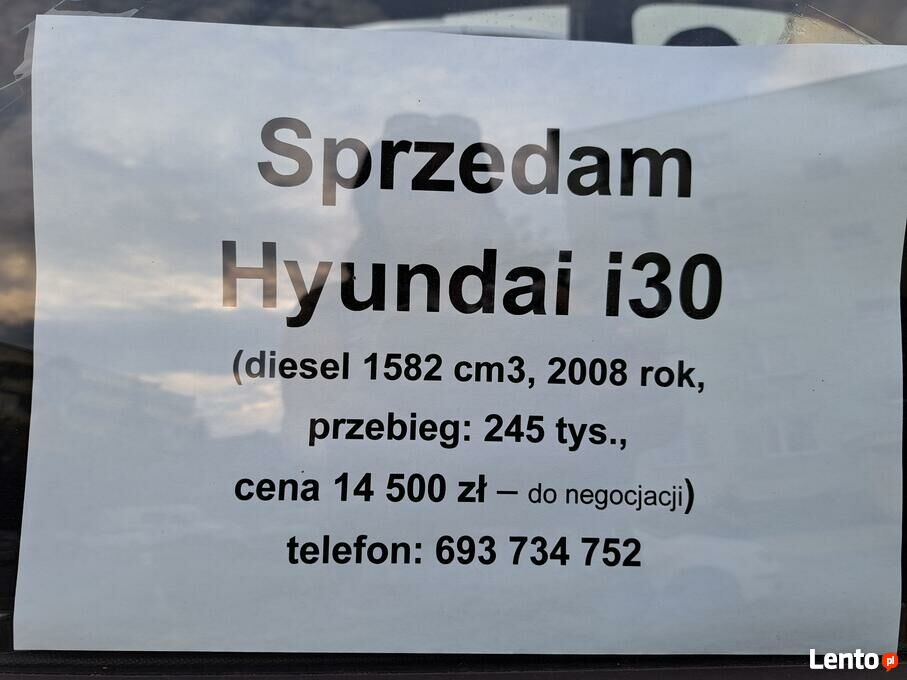 Sprzedam
Hyundai i30
(diesel 1582 cm3, 2008 rok,
przebieg: 245 tys.,
cena 14 500 zł – do negocjacji)
telefon: 693 734 752
Lento.pl